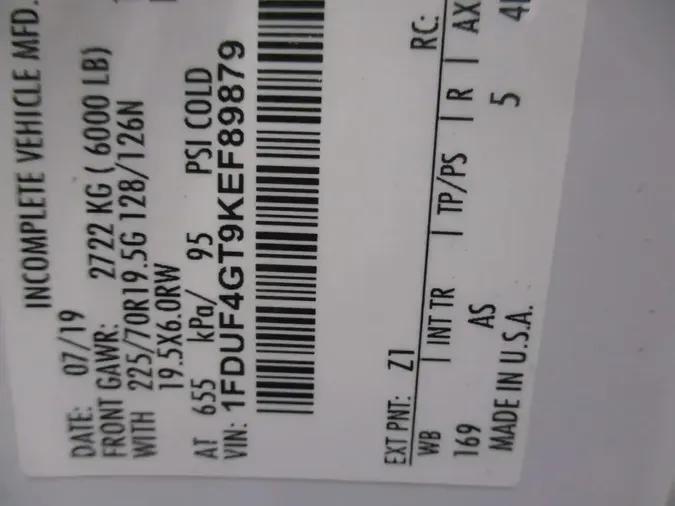 INCOMPLETE VEHICLE MFD.
DATE: 07/19
FRONT GAWR: 2722 KG ( 6000 LB)
WITH 225/70R19.5G 128/126N
19.5X6.0RW
AT 655 kPa/ 95 PSI COLD
VIN: 1FDUF4GT9KEF89879
EXT PNT: Z1 RC:
WB | INT TR | TP/PS | R | AX
169 AS 5
MADE IN U.S.A.